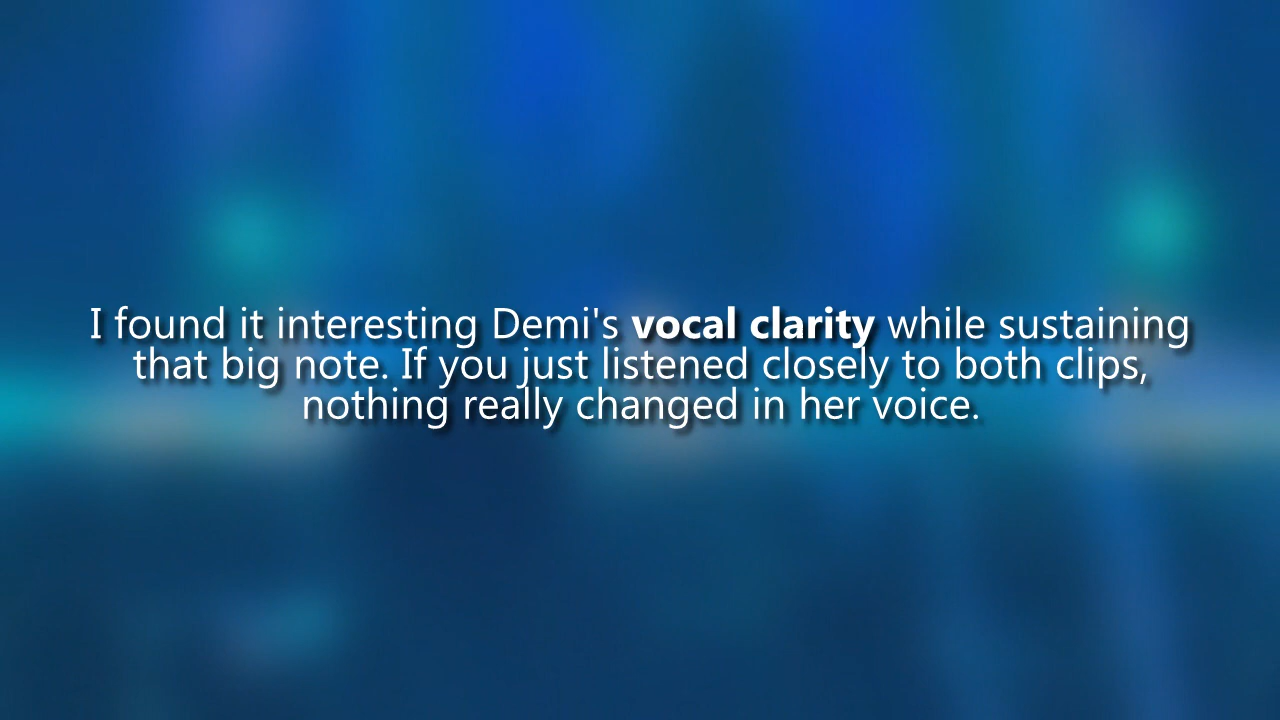 I found it interesting Demi's vocal clarity while sustaining
that big note. If you just listened closely to both clips,
nothing really changed in her voice.